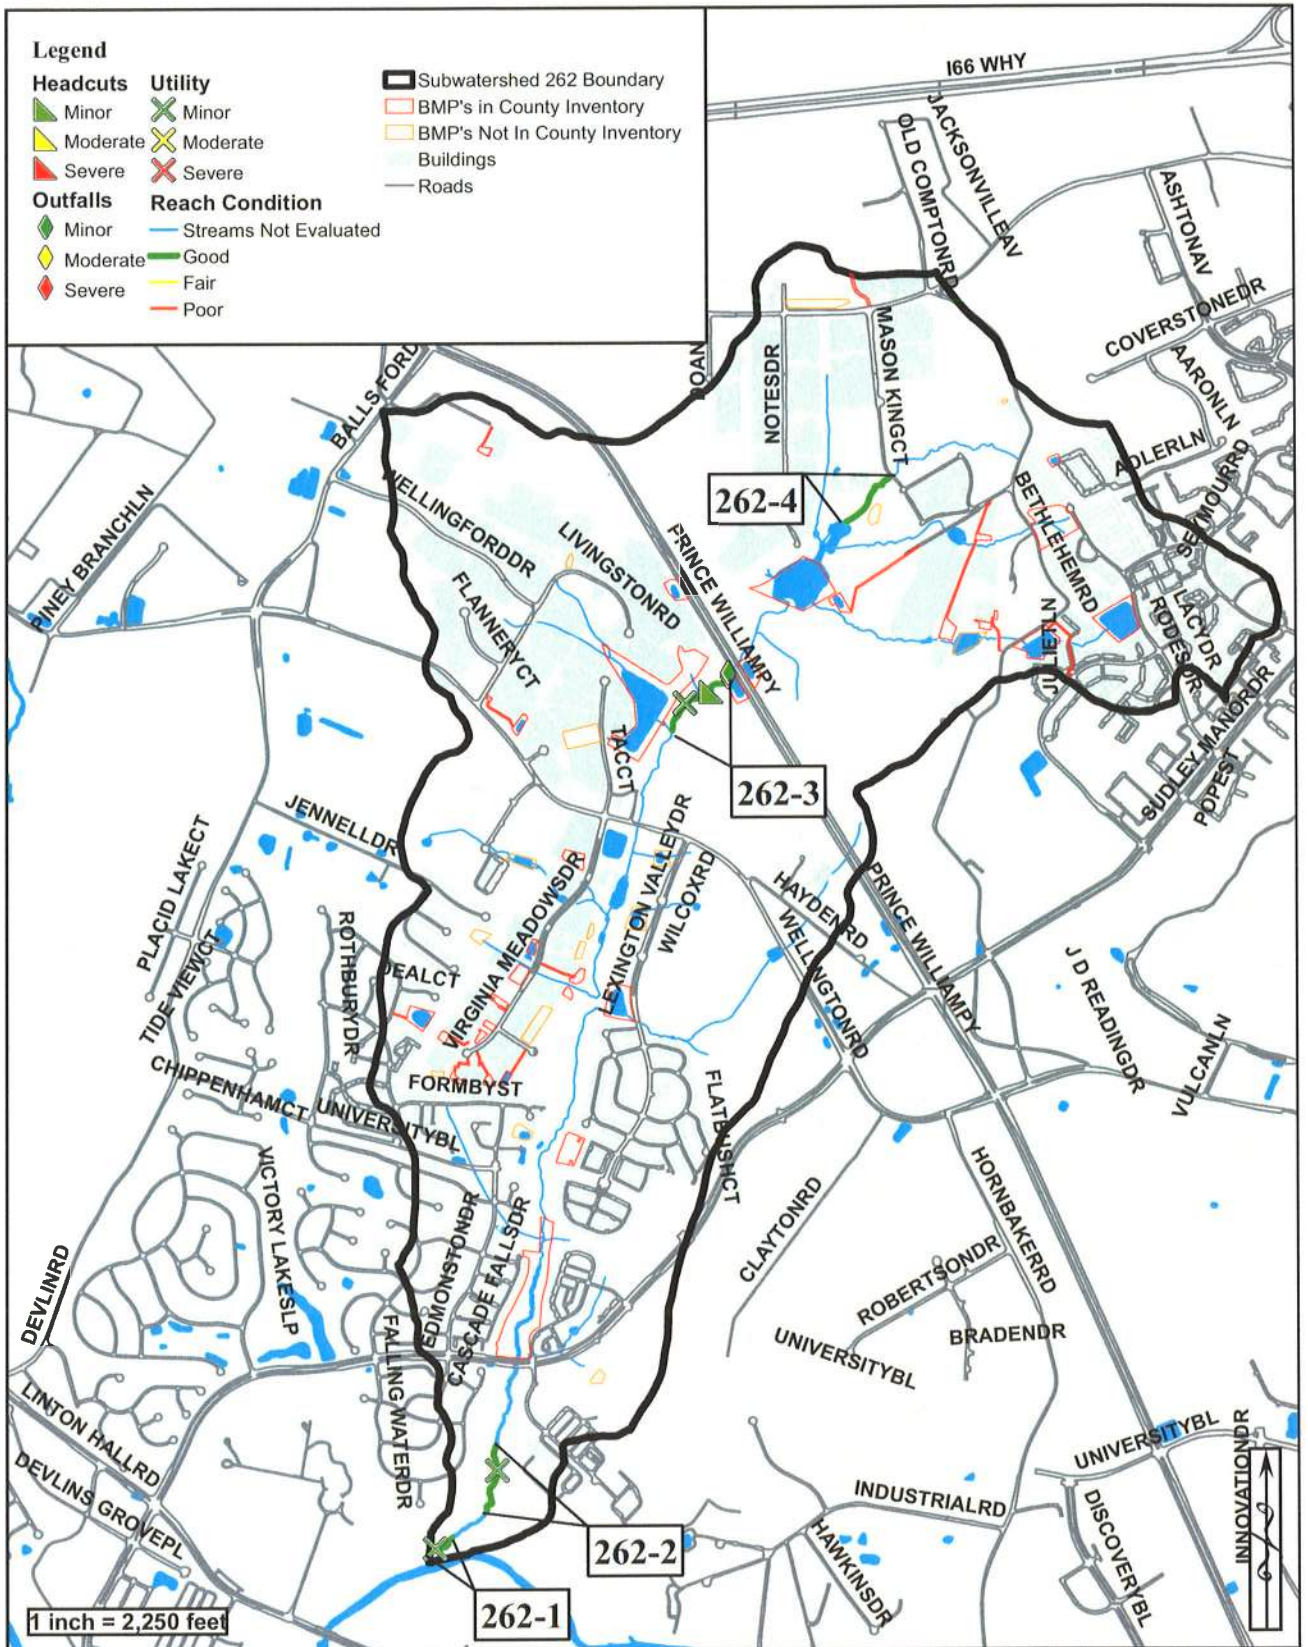 Legend
Headcuts
Minor
Moderate
Severe
Outfalls
Minor
Moderate
Severe
Utility
Minor
Moderate
Severe
Reach Condition
Streams Not Evaluated
Good
Fair
Poor
Subwatershed 262 Boundary
BMP's in County Inventory
BMP's Not In County Inventory
Buildings
Roads
I66 WHY
JACKSONVILLEAV
OLD COMPTONRD
ASHTONAV
COVERSTONEDR
AARONLN
ADLERLN
SEYMOURRD
MASON KINGCT
NOTESDR
BALLS FORD
PINEY BRANCHLN
WELLINGFORDDR
LIVINGSTONRD
FLANNERYCT
262-4
PRINCE WILLIAMPY
BETHLEHEMRD
LACYDR
RODESDR
JULIETLN
SUDLEY MANORDR
POPEST
TACCT
262-3
JENNELLDR
PLACID LAKECT
TIDE VIEWCT
ROTHBURYDR
DEALCT
VIRGINIA MEADOWSDR
LEXINGTON VALLEYDR
WILCOXRD
HAYDENRD
WELLINGTONRD
PRINCE WILLIAMPY
J D READINGDR
VULCANLN
CHIPPENHAMCT
UNIVERSITYBL
FORMBYST
FLATBUSHCT
VICTORY LAKESLP
EDMONSTONDR
CASCADE FALLSDR
FALLING WATERDR
CLAYTONRD
HORNBAKERRD
ROBERTSONDR
BRADENDR
UNIVERSITYBL
DEVLINRD
LINTON HALLRD
DEVLINS GROVEPL
UNIVERSITYBL
INNOVATIONDR
INDUSTRIALRD
HAWKINSDR
DISCOVERYBL
262-2
262-1
1 inch = 2,250 feet